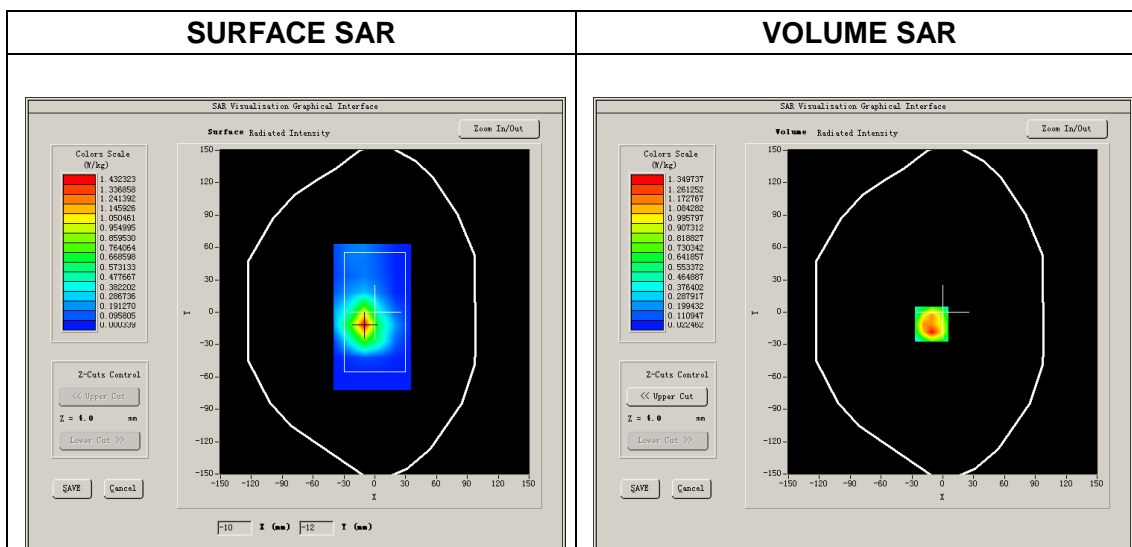 SURFACE SAR
VOLUME SAR
SAR Visualisation Graphical Interface
Surface Radiated Intensity
Zoom In/Out
Colors Scale
(W/kg)
1.432323
1.336858
1.241392
1.145926
1.050461
0.954995
0.859530
0.764064
0.668598
0.573133
0.477667
0.382202
0.286736
0.191270
0.095805
0.000339
150
120
90
60
30
0
-30
-60
-90
-120
-150
Y
-150 -120 -90 -60 -30 0 30 60 90 120 150
X
Z-Cuts Control
<< Upper Cut
Z = 4.0 mm
Lower Cut >>
SAVE Cancel
-10 X (mm) -12 Y (mm)
SAR Visualisation Graphical Interface
Volume Radiated Intensity
Zoom In/Out
Colors Scale
(W/kg)
1.349737
1.261252
1.172767
1.084282
0.995797
0.907312
0.818827
0.730342
0.641857
0.553372
0.464887
0.376402
0.287917
0.199432
0.110947
0.022462
150
120
90
60
30
0
-30
-60
-90
-120
-150
Y
-150 -120 -90 -60 -30 0 30 60 90 120 150
X
Z-Cuts Control
<< Upper Cut
Z = 4.0 mm
Lower Cut >>
SAVE Cancel